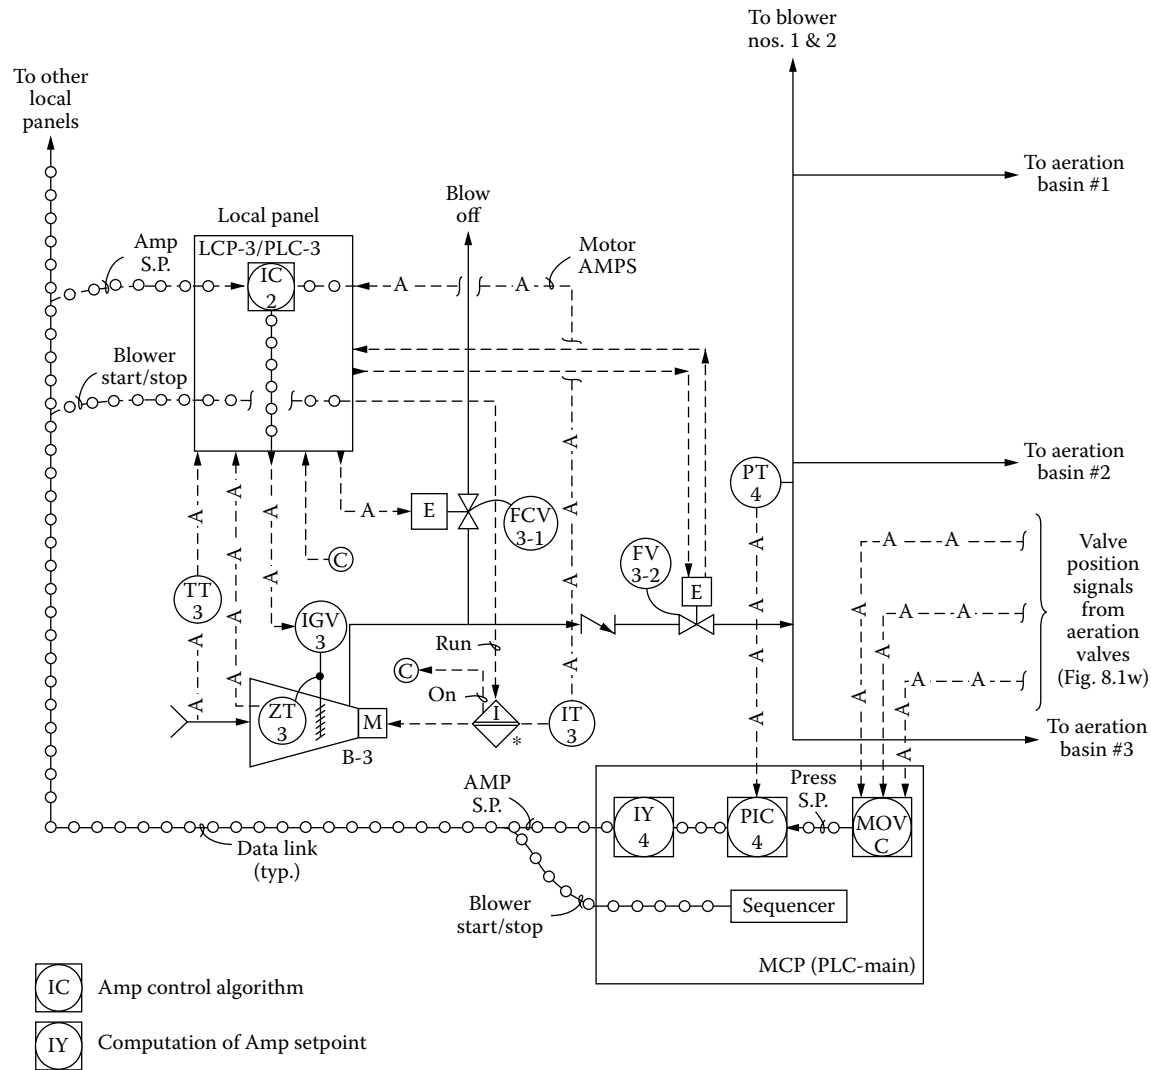 To blower
nos. 1 & 2
To other
local
panels
To aeration
basin #1
Blow
off
Local panel
Amp
S.P.
LCP-3/PLC-3
IC
2
Motor
AMPS
A
A
Blower
start/stop
A
To aeration
basin #2
PT
4
A
A
A
A
E
FCV
3-1
A
A
A
A
A
Valve
position
signals
from
aeration
valves
(Fig. 8.1w)
A
C
FV
3-2
A
TT
3
E
A
A
A
A
IGV
3
A
A
Run
A
A
A
C
On
A
A
A
A
A
ZT
3
M
I
*
IT
3
B-3
A
To aeration
basin #3
AMP
S.P.
Press
S.P.
IY
4
PIC
4
MOV
C
Data link
(typ.)
Blower
start/stop
Sequencer
MCP (PLC-main)
IC
Amp control algorithm
IY
Computation of Amp setpoint